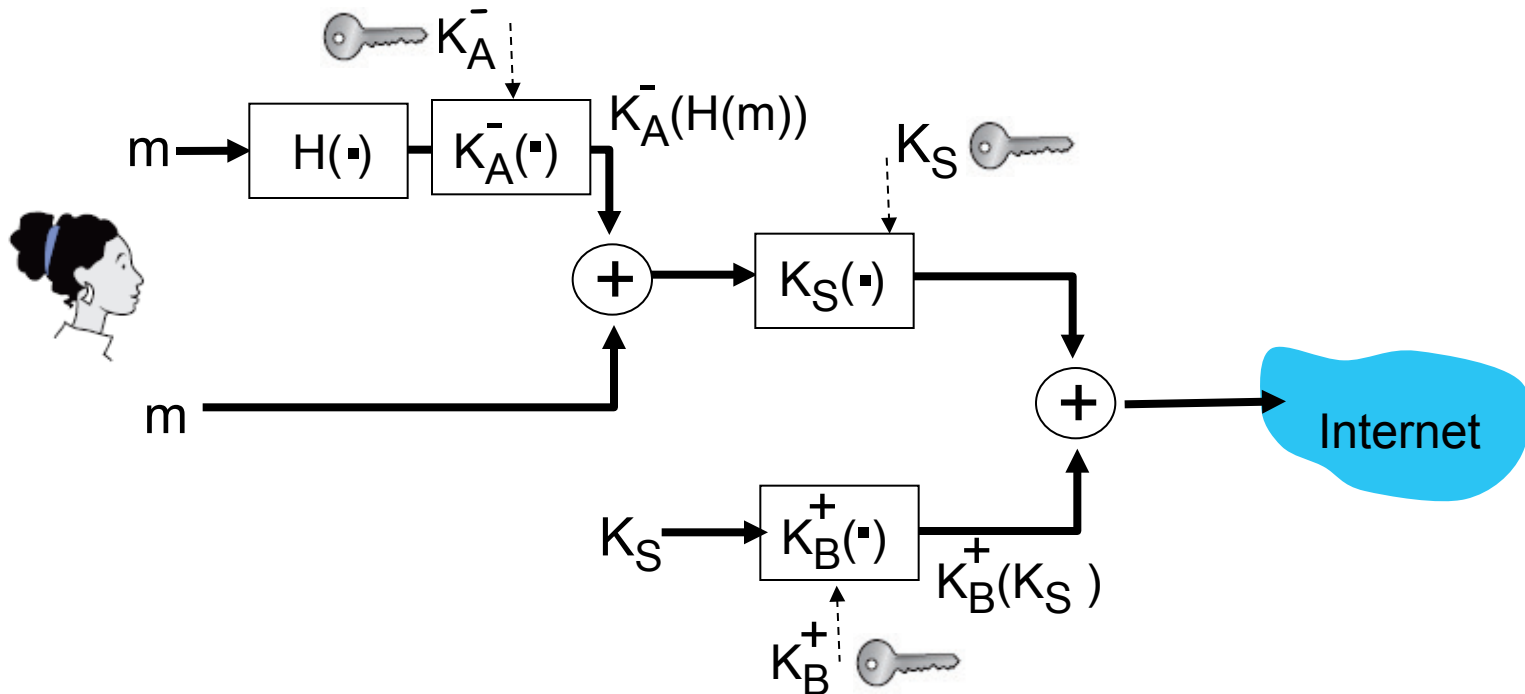 K_A^-
K_A^-(H(m))
m
H(▪)
K_A^-(▪)
K_S
+
K_S(▪)
m
+
Internet
K_S
K_B^+(▪)
K_B^+(K_S )
K_B^+